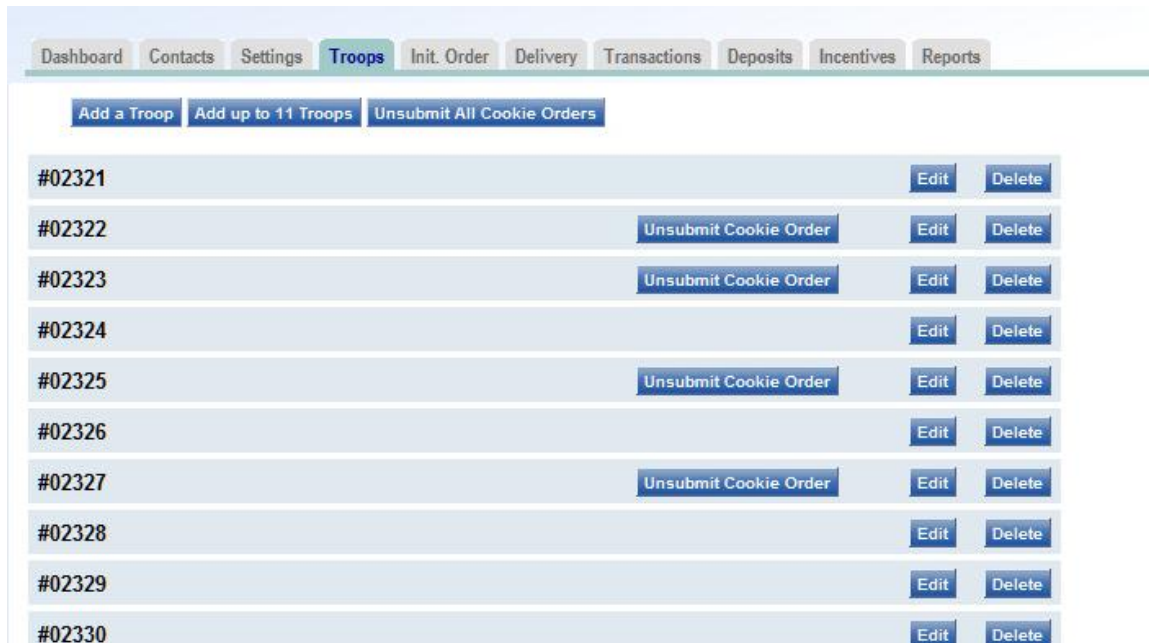 Dashboard Contacts Settings Troops Init. Order Delivery Transactions Deposits Incentives Reports
Add a Troop Add up to 11 Troops Unsubmit All Cookie Orders
#02321 Edit Delete
#02322 Unsubmit Cookie Order Edit Delete
#02323 Unsubmit Cookie Order Edit Delete
#02324 Edit Delete
#02325 Unsubmit Cookie Order Edit Delete
#02326 Edit Delete
#02327 Unsubmit Cookie Order Edit Delete
#02328 Edit Delete
#02329 Edit Delete
#02330 Edit Delete